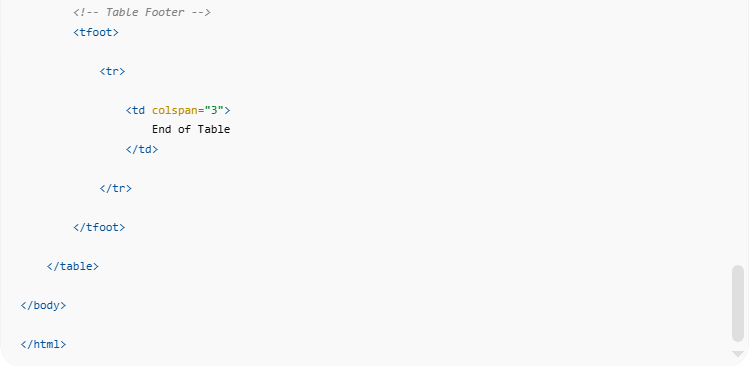 <!-- Table Footer -->
<tfoot>
<tr>
<td colspan="3">
End of Table
</td>
</tr>
</tfoot>
</table>
</body>
</html>